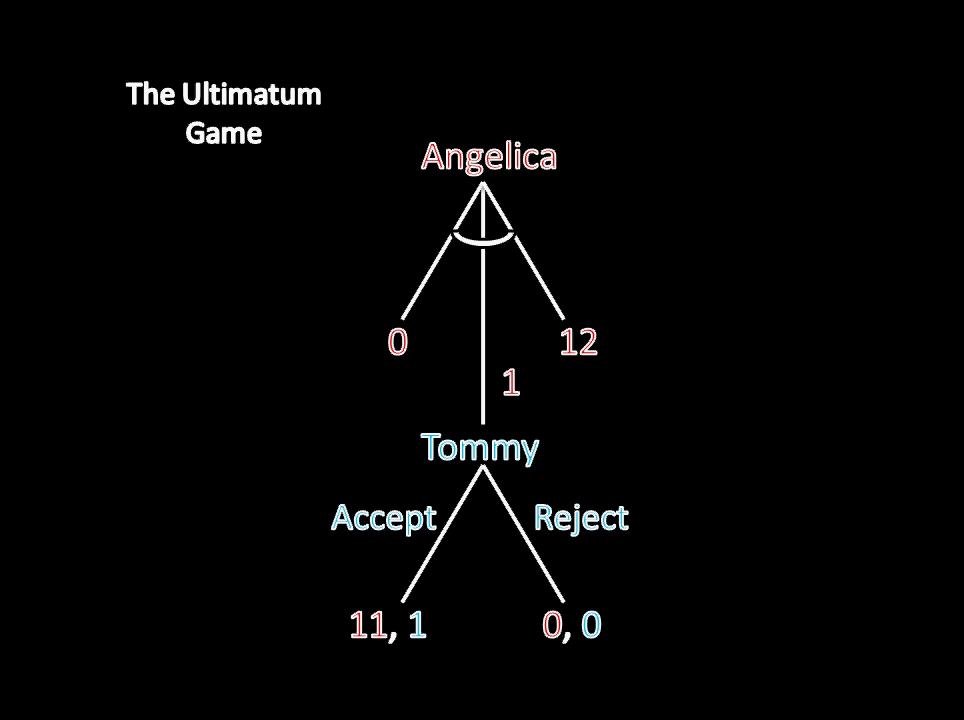 The Ultimatum
Game
Angelica
0
12
1
Tommy
Accept
Reject
11, 1
0, 0